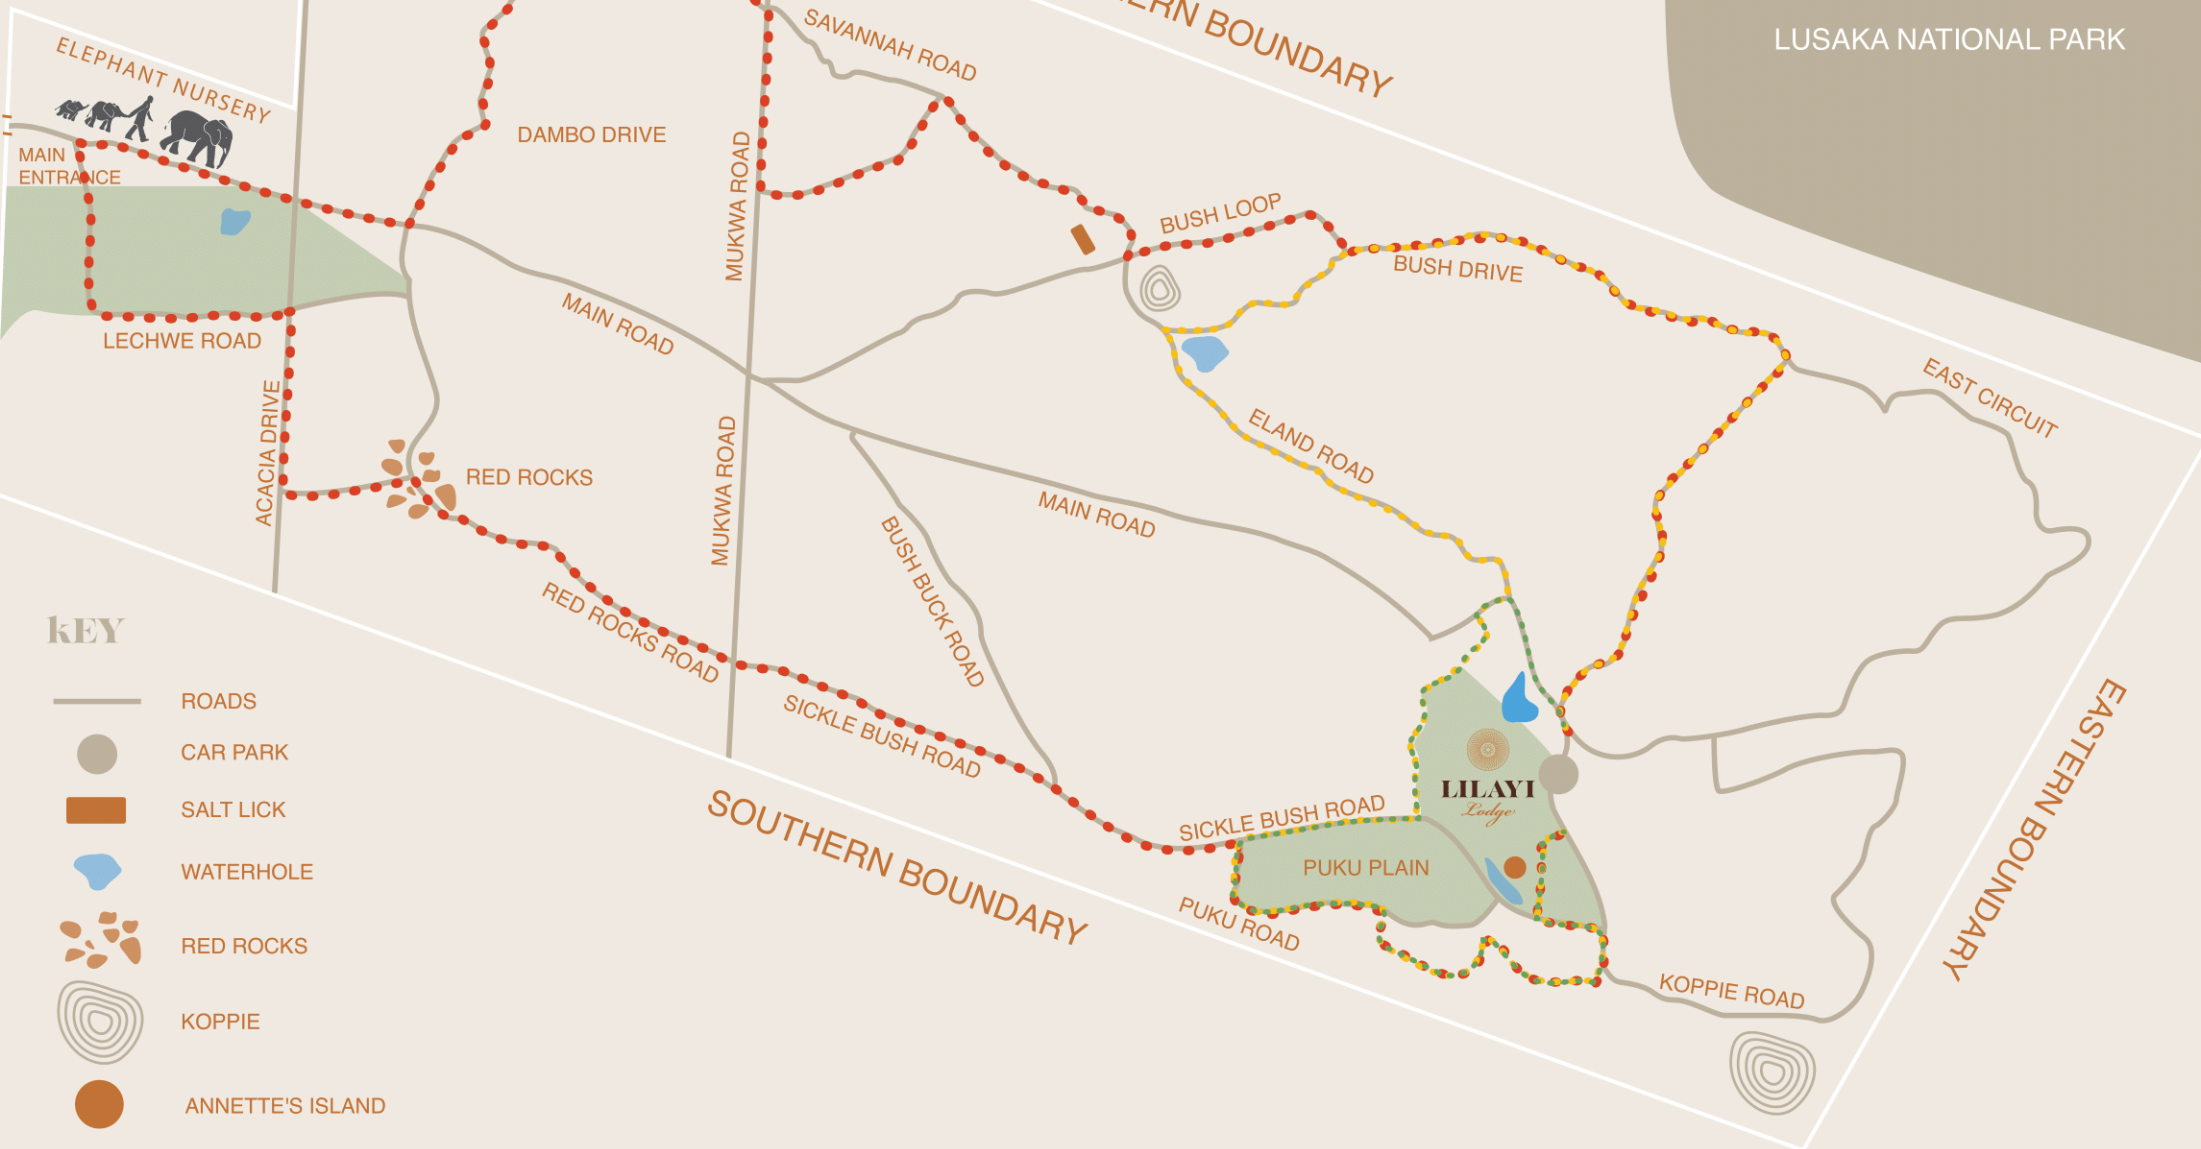 LUSAKA NATIONAL PARK
BOUNDARY
SAVANNAH ROAD
ELEPHANT NURSERY
DAMBO DRIVE
MAIN
ENTRANCE
MUKWA ROAD
BUSH LOOP
BUSH DRIVE
LECHWE ROAD
MAIN ROAD
EAST CIRCUIT
ACACIA DRIVE
RED ROCKS
MUKWA ROAD
ELAND ROAD
MAIN ROAD
BUSH BUCK ROAD
RED ROCKS ROAD
SICKLE BUSH ROAD
EASTERN BOUNDARY
SOUTHERN BOUNDARY
LILAYI
Lodge
SICKLE BUSH ROAD
PUKU PLAIN
PUKU ROAD
KOPPIE ROAD
kEY
ROADS
CAR PARK
SALT LICK
WATERHOLE
RED ROCKS
KOPPIE
ANNETTE'S ISLAND